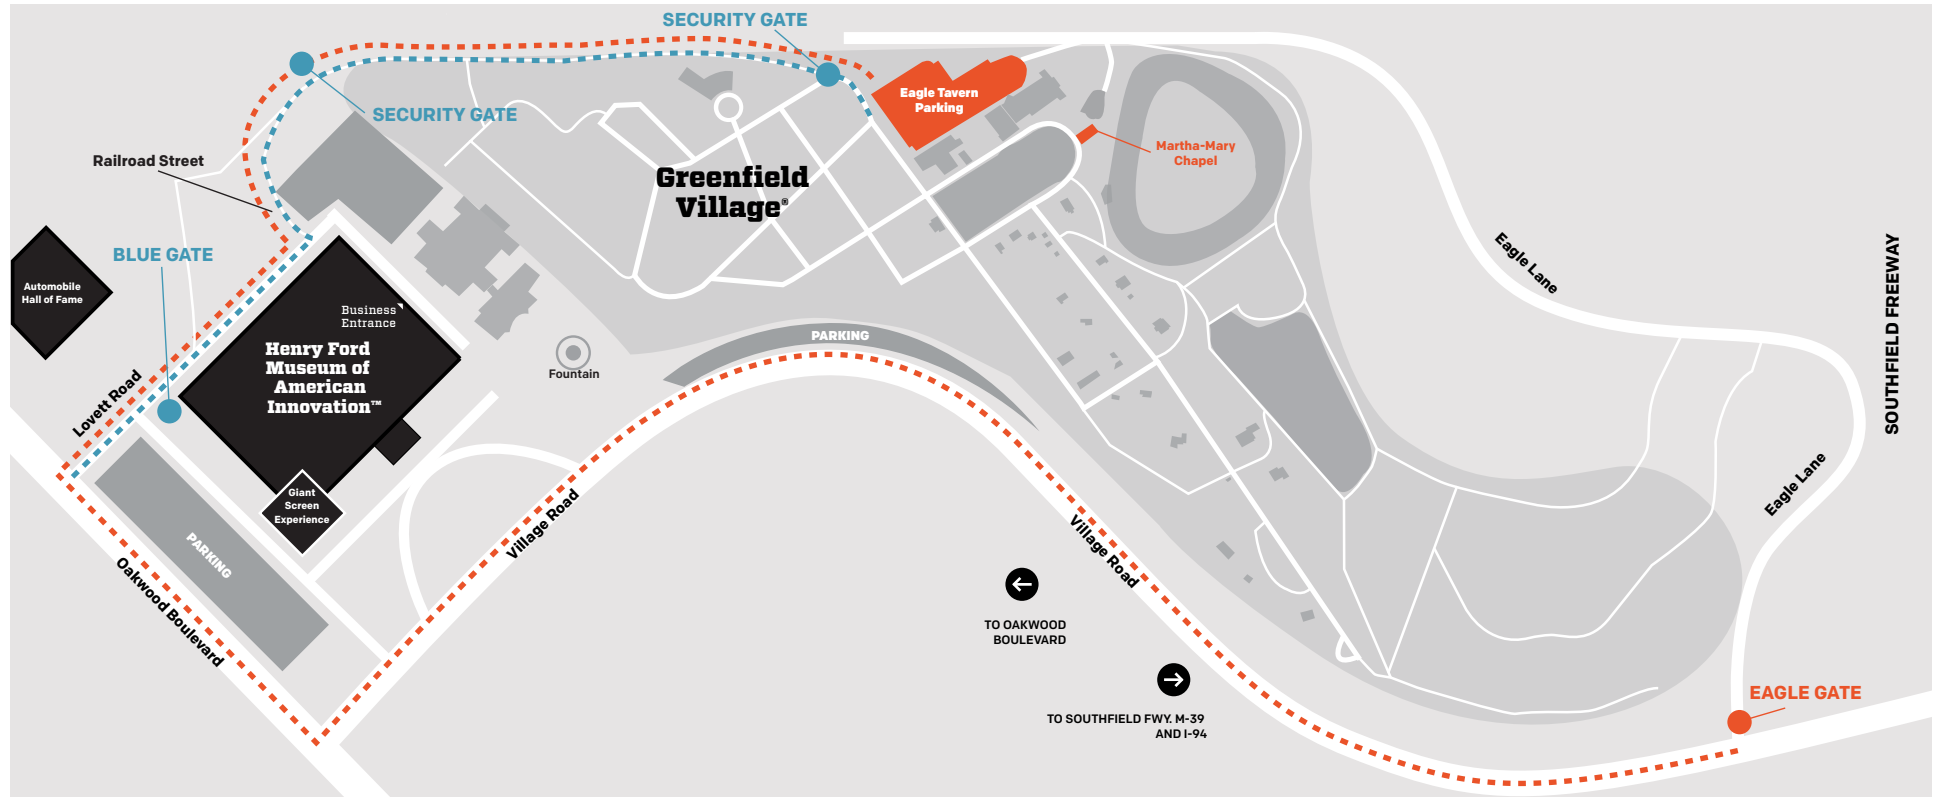 SECURITY GATE
SECURITY GATE
Railroad Street
BLUE GATE
Automobile
Hall of Fame
Business
Entrance
Henry Ford
Museum of
American
Innovation™
Lovett Road
Giant
Screen
Experience
PARKING
Oakwood Boulevard
Village Road
Fountain
PARKING
Greenfield
Village®
Eagle Tavern
Parking
Martha-Mary
Chapel
Eagle Lane
SOUTHFIELD FREEWAY
Eagle Lane
Village Road
TO OAKWOOD
BOULEVARD
TO SOUTHFIELD FWY. M-39
AND I-94
EAGLE GATE